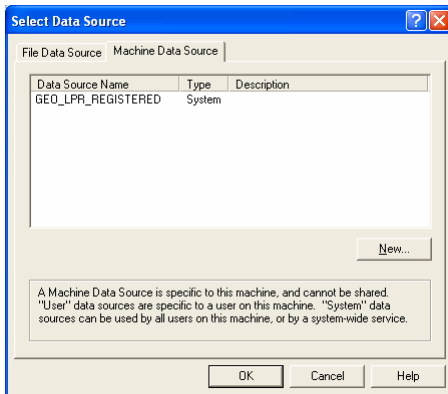 Select Data Source
File Data Source Machine Data Source
Data Source Name Type Description
GEO_LPR_REGISTERED System
New...
A Machine Data Source is specific to this machine, and cannot be shared.
"User" data sources are specific to a user on this machine. "System" data
sources can be used by all users on this machine, or by a system-wide service.
OK Cancel Help